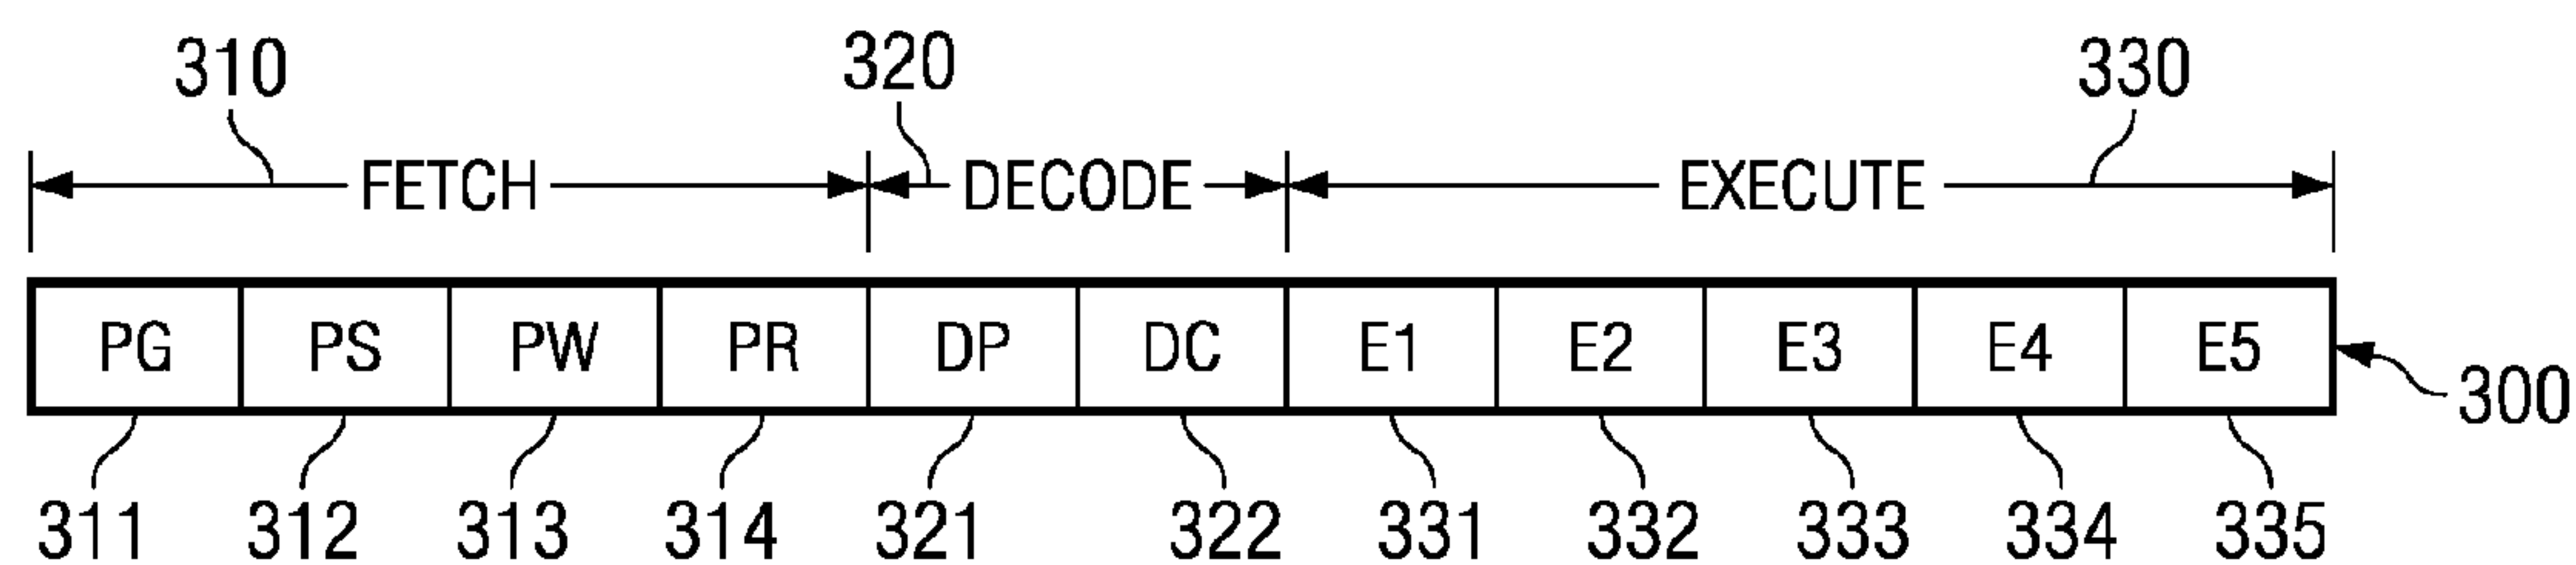 310 320 330
FETCH DECODE EXECUTE
PG PS PW PR DP DC E1 E2 E3 E4 E5
300
311 312 313 314 321 322 331 332 333 334 335